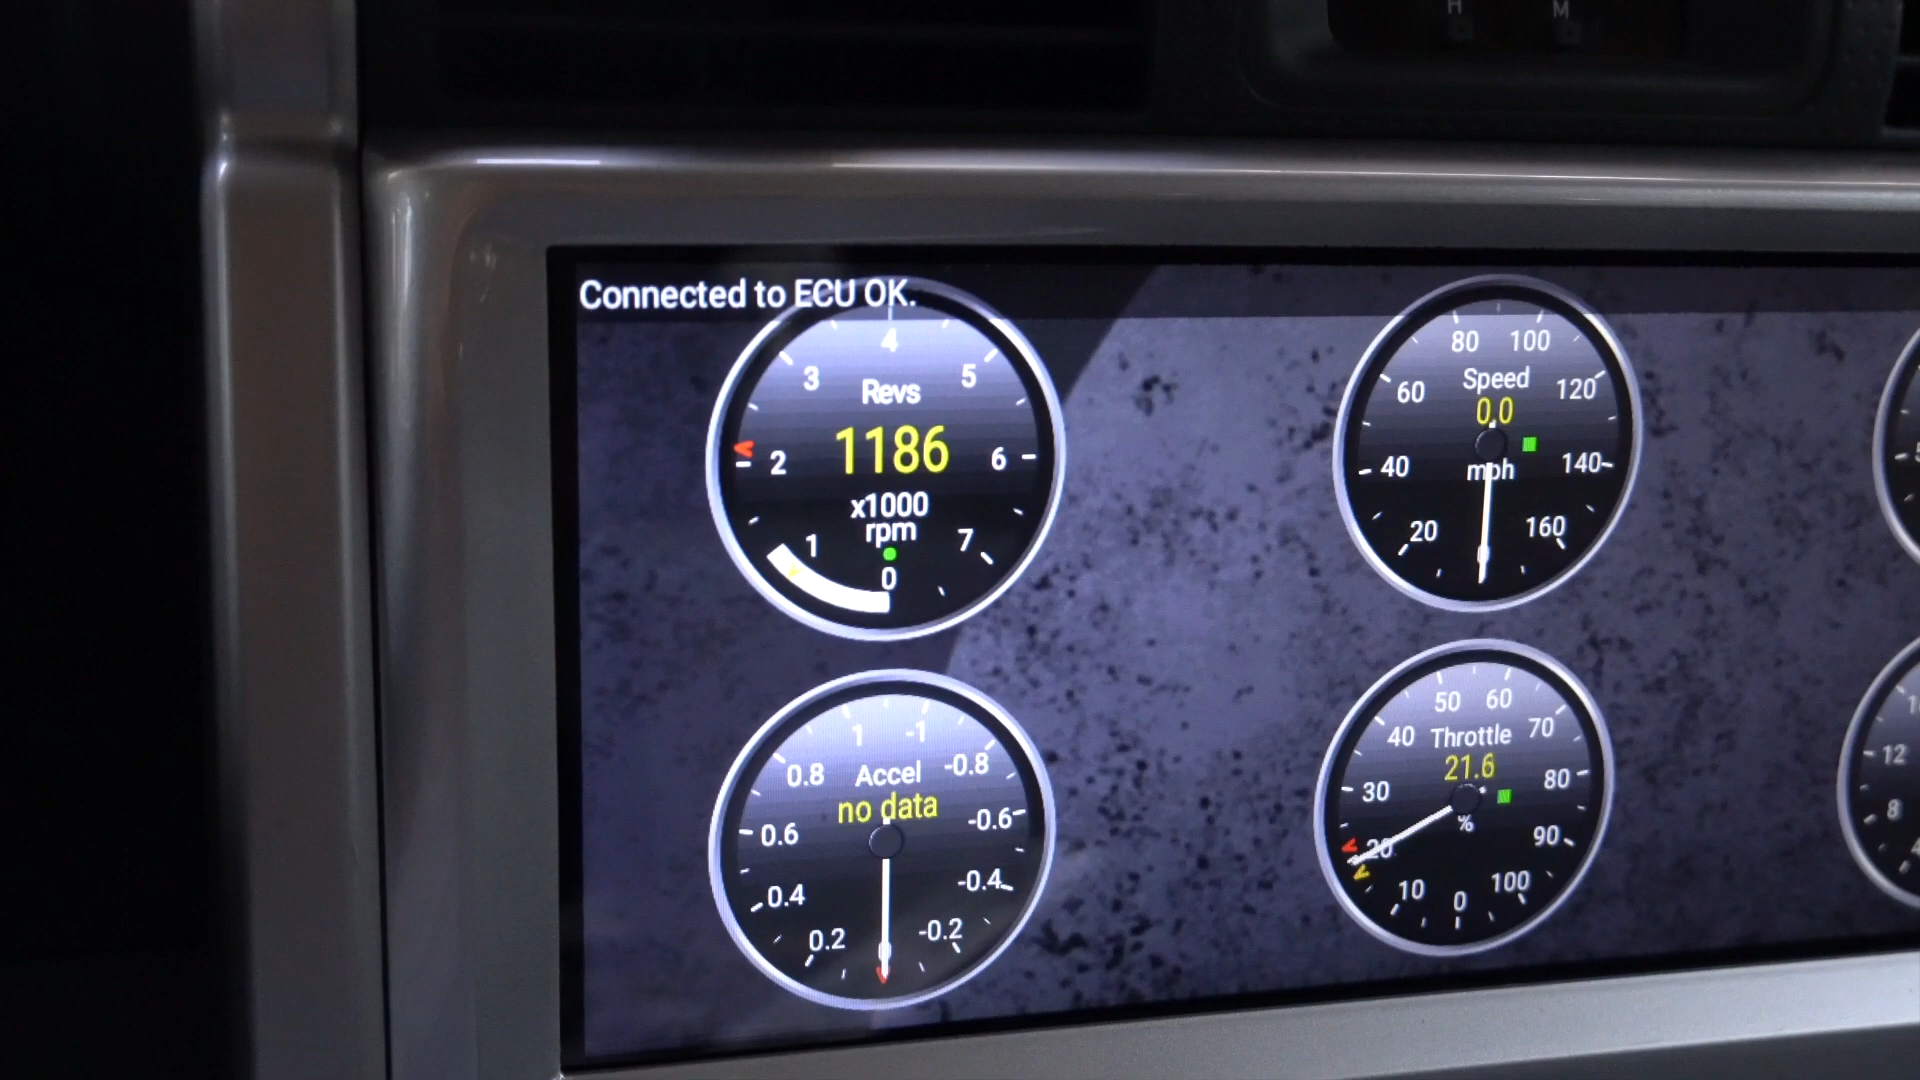 H M
Connected to ECU OK.
4
3 5
Revs
1186
2 6
x1000
rpm
1 7
0
80 100
Speed
60 120
0.0
mph
40 140
20 160
0
1 -1
0.8 Accel -0.8
no data
0.6 -0.6
0.4 -0.4
0.2 -0.2
0
50 60
40 Throttle 70
21.6
30 80
%
20 90
10 100
0
12
8